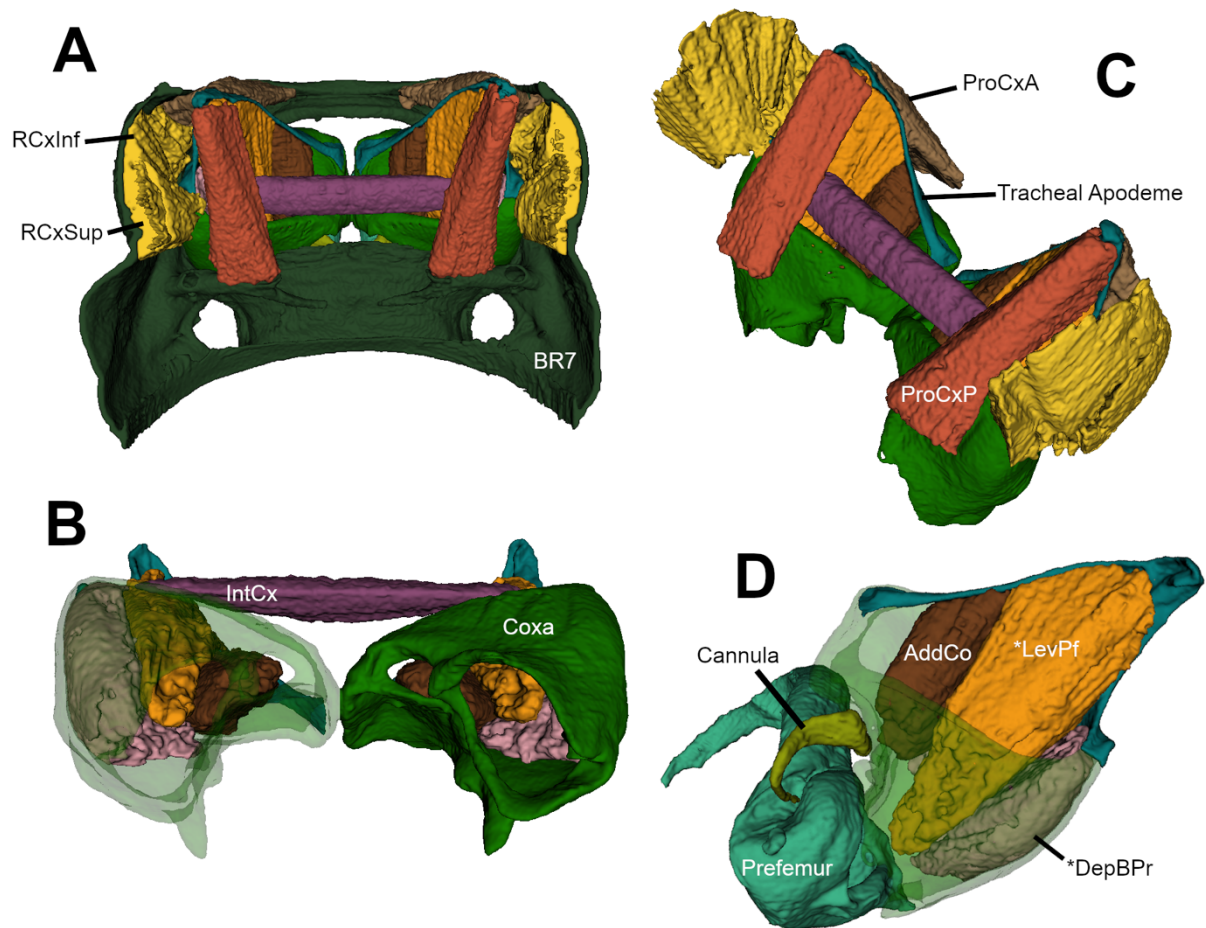 A
RCxInf
RCxSup
BR7
C
ProCxA
Tracheal Apodeme
ProCxP
B
IntCx
Coxa
D
Cannula
AddCo
*LevPf
Prefemur
*DepBPr